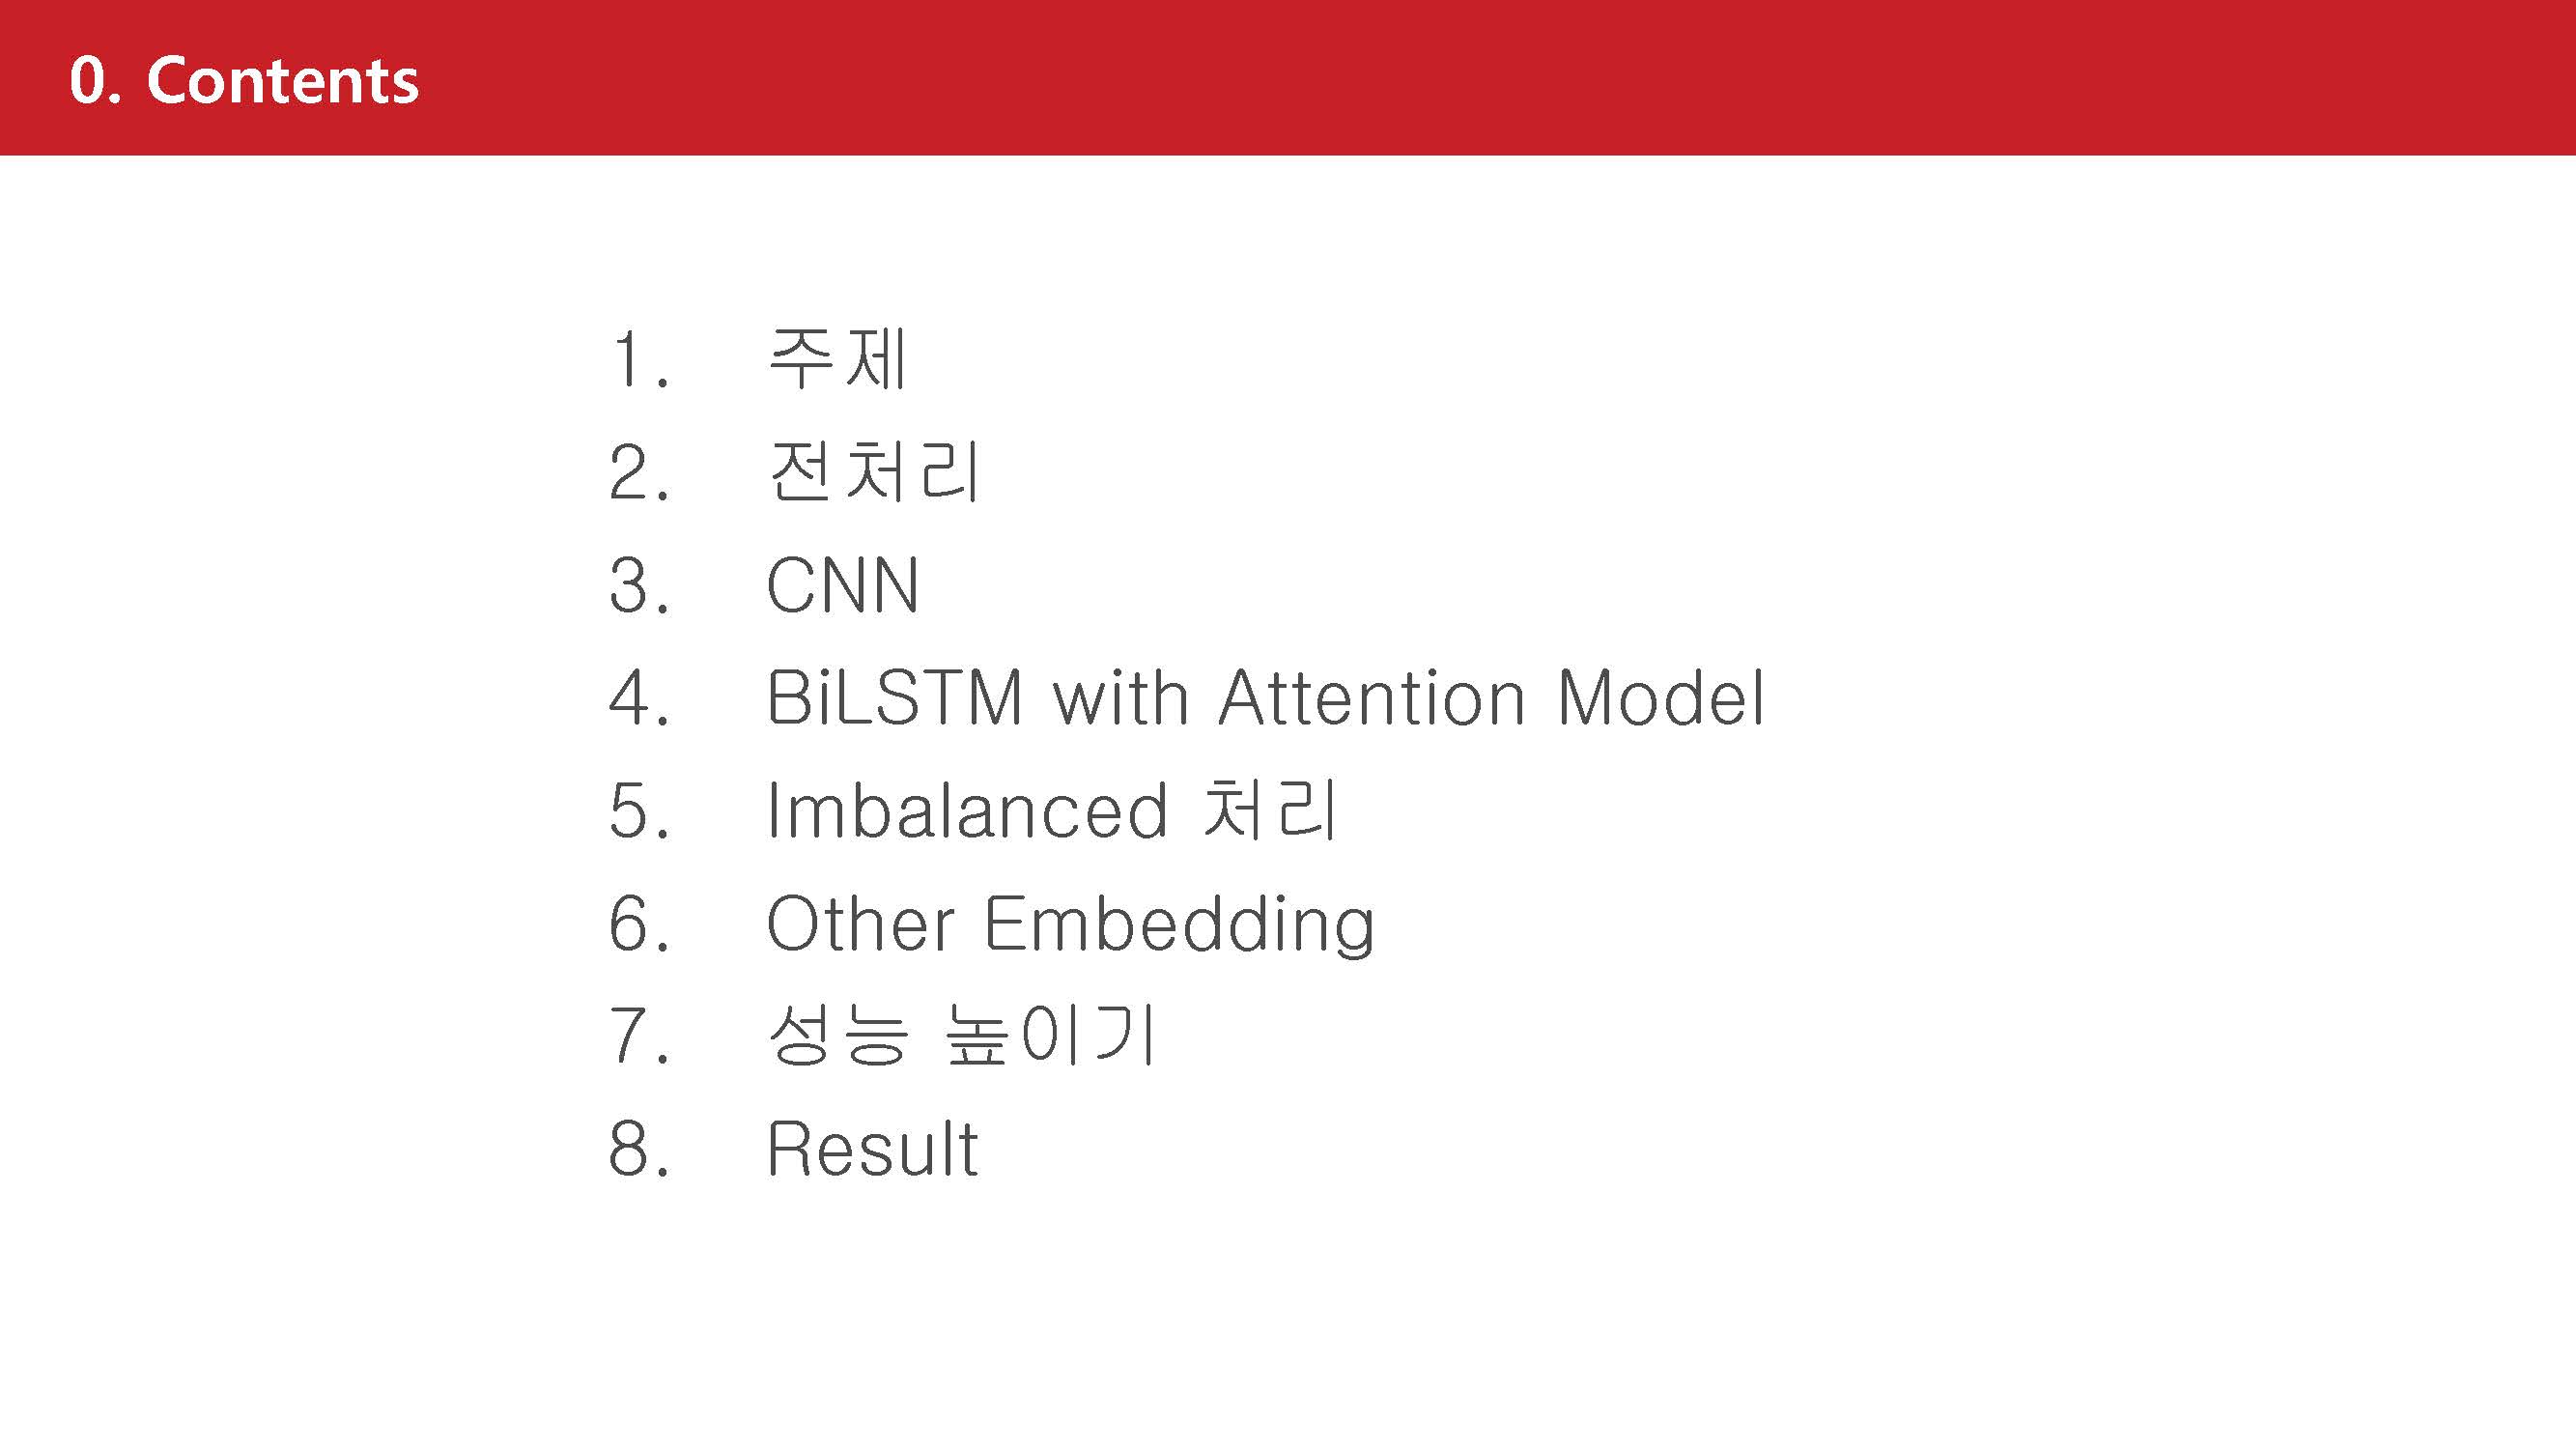 0. Contents
1. 주제
2. 전처리
3. CNN
4. BiLSTM with Attention Model
5. Imbalanced 처리
6. Other Embedding
7. 성능 높이기
8. Result